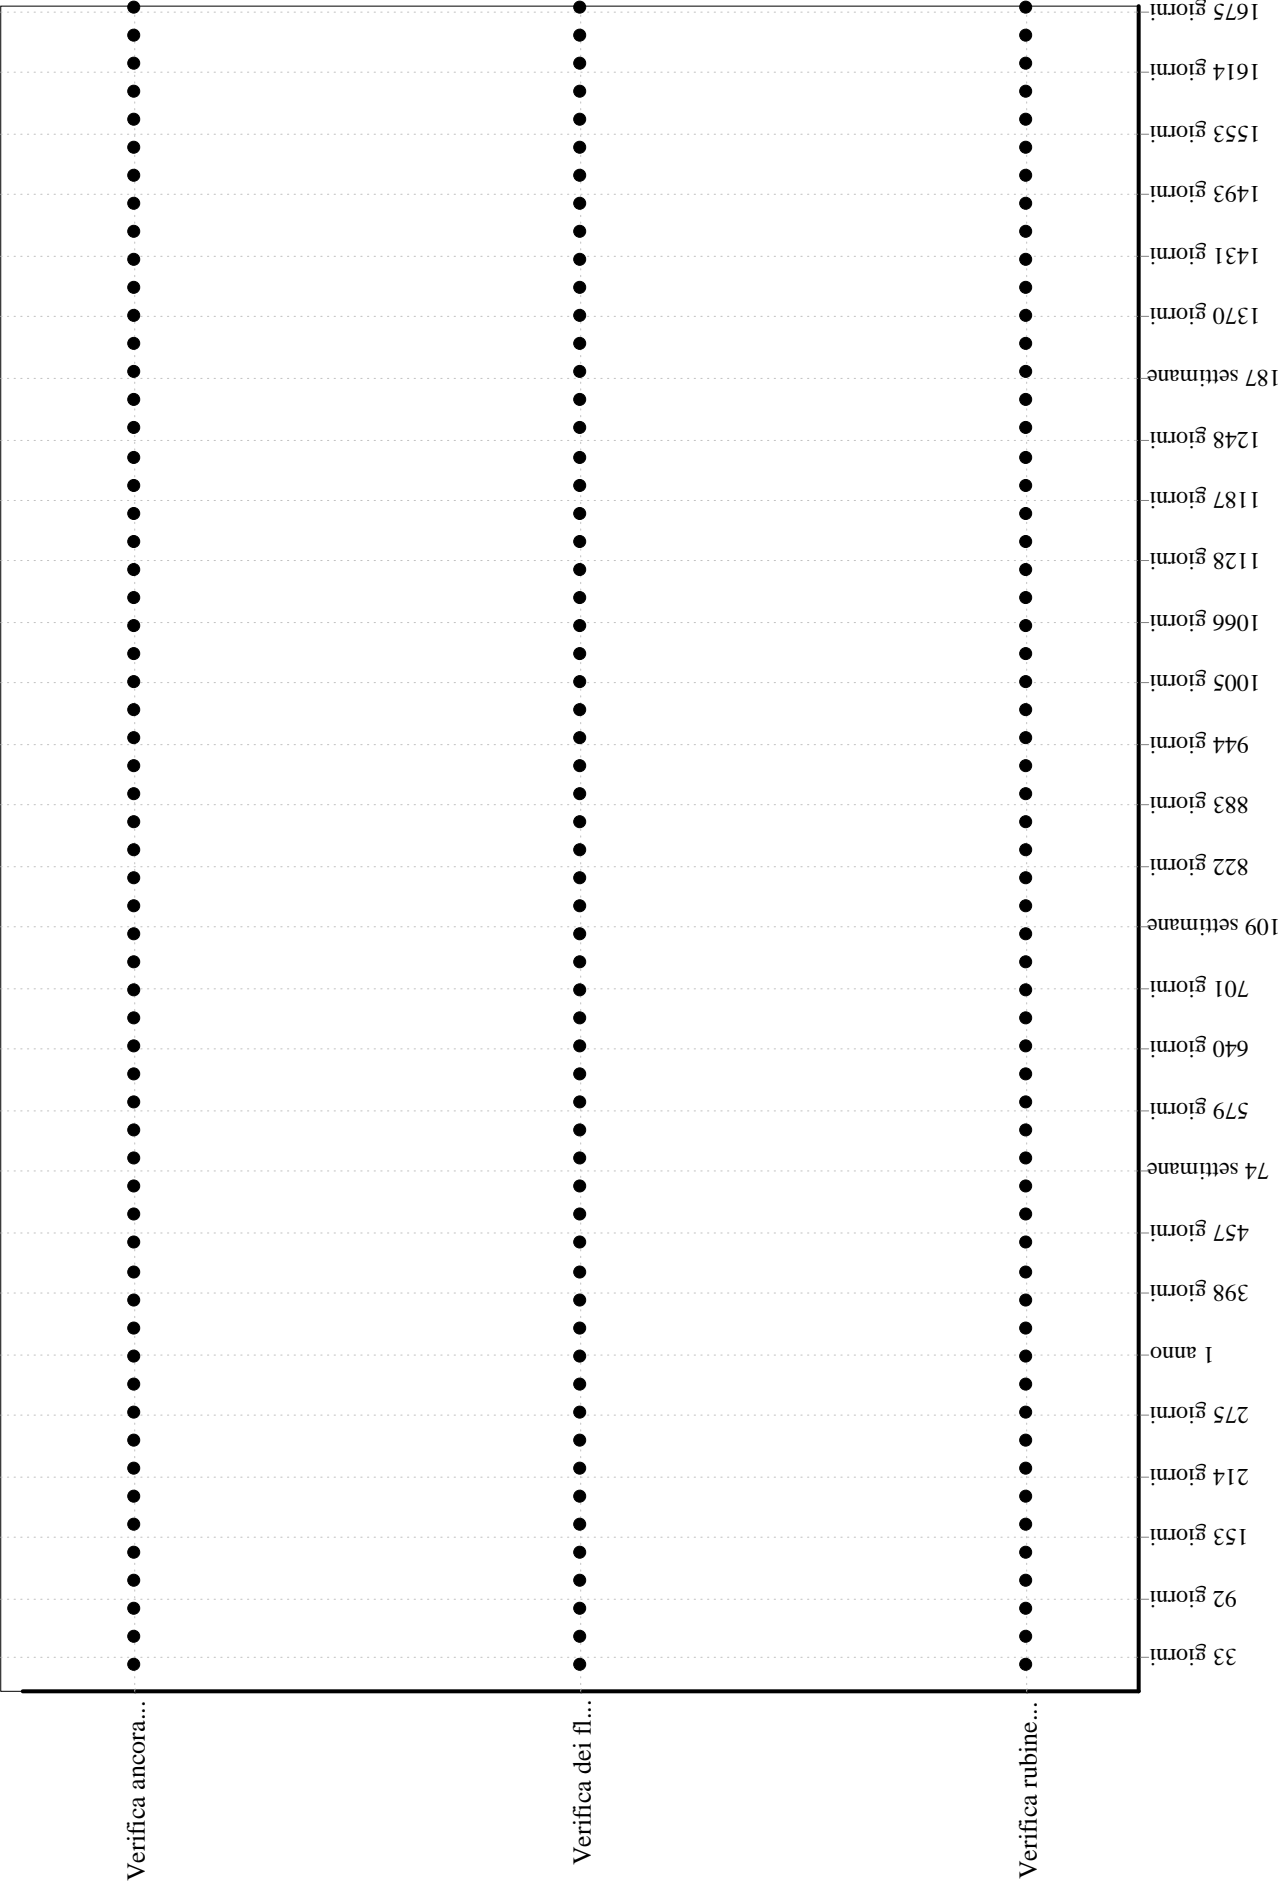 1675 giorni
1614 giorni
1553 giorni
1493 giorni
1431 giorni
1370 giorni
187 settimane
1248 giorni
1187 giorni
1128 giorni
1066 giorni
1005 giorni
944 giorni
883 giorni
822 giorni
109 settimane
701 giorni
640 giorni
579 giorni
74 settimane
457 giorni
398 giorni
1 anno
275 giorni
214 giorni
153 giorni
92 giorni
33 giorni
Verifica ancora...
Verifica dei fl...
Verifica rubine...